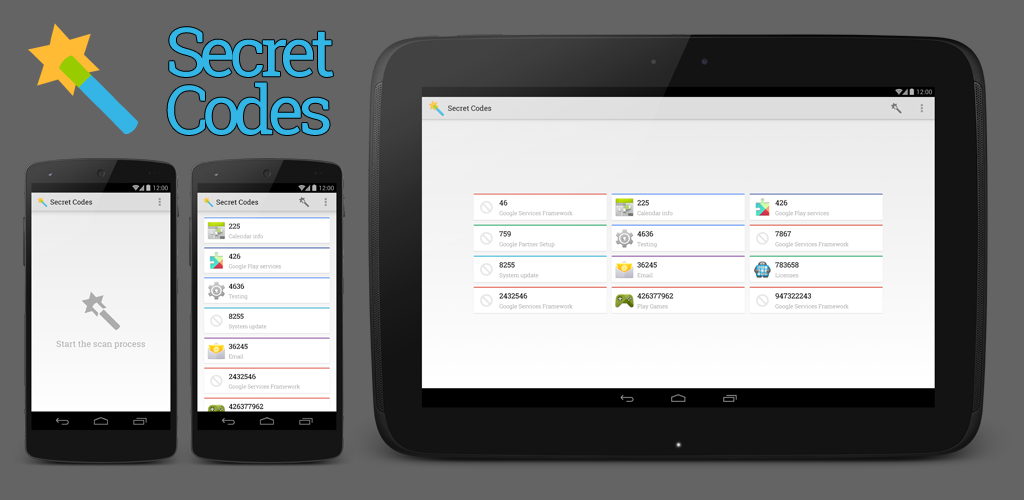 Secret
Codes
12:00
Secret Codes
Start the scan process
12:00
Secret Codes
225
Calendar info
426
Google Play services
4636
Testing
8255
System update
36245
Email
2432546
Google Services Framework
426377962
12:00
Secret Codes
46
Google Services Framework
225
Calendar info
426
Google Play services
759
Google Partner Setup
4636
Testing
7867
Google Services Framework
8255
System update
36245
Email
783658
Licenses
2432546
Google Services Framework
426377962
Play Games
947322243
Google Services Framework